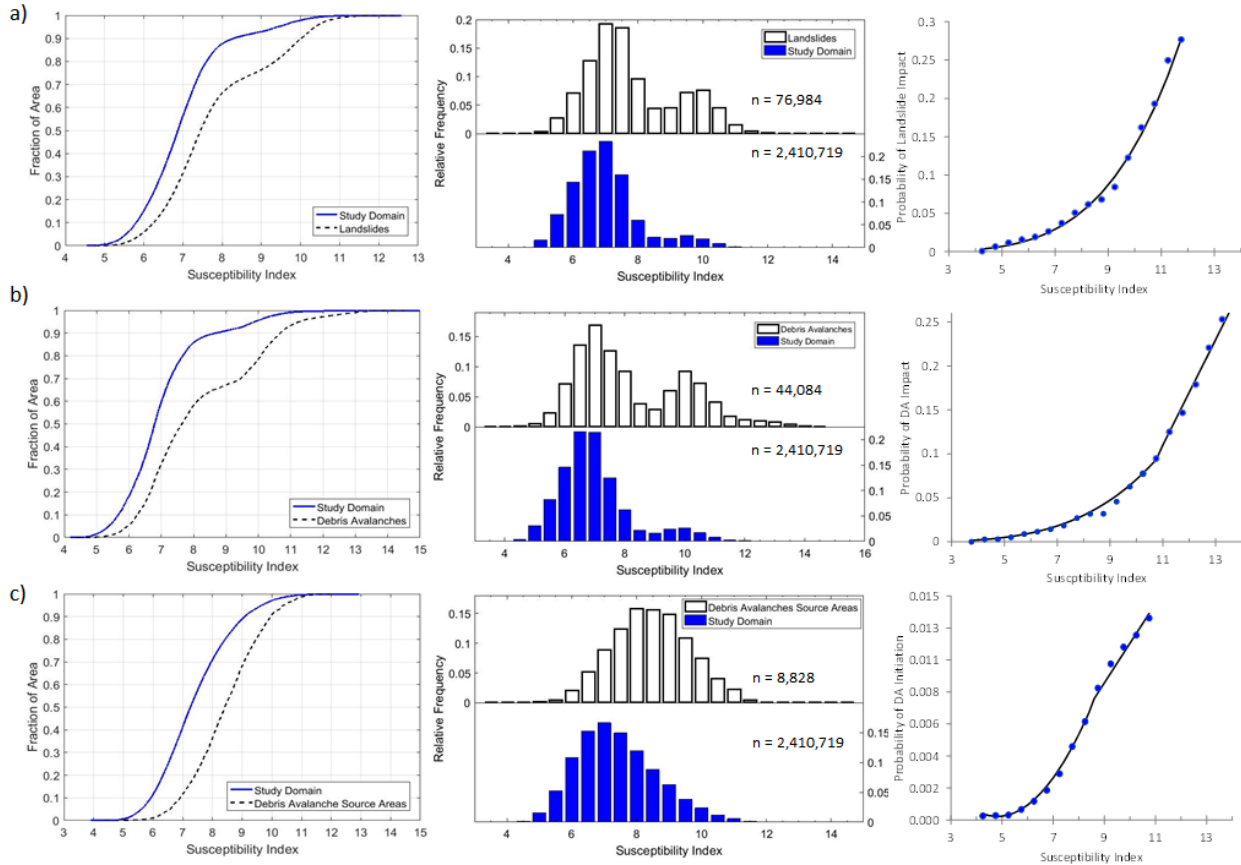 a)
1
0.9
0.8
0.7
0.6
0.5
0.4
0.3
0.2
0.1
0
Fraction of Area
4 5 6 7 8 9 10 11 12 13
Susceptibility Index
Study Domain
Landslides
0.2
0.15
0.1
0.05
0
Relative Frequency
Landslides
Study Domain
n = 76,984
n = 2,410,719
0.2
0.15
0.1
0.05
0
4 6 8 10 12 14
Susceptibility Index
0.3
0.25
0.2
0.15
0.1
0.05
0
Probability of Landslide Impact
3 5 7 9 11 13
Susceptibility Index
b)
1
0.9
0.8
0.7
0.6
0.5
0.4
0.3
0.2
0.1
0
Fraction of Area
4 5 6 7 8 9 10 11 12 13 14 15
Susceptibility Index
Study Domain
Debris Avalanches
0.15
0.1
0.05
0
Relative Frequency
Debris Avalanches
Study Domain
n = 44,084
n = 2,410,719
0.2
0.15
0.1
0.05
0
4 6 8 10 12 14 16
Susceptibility Index
0.25
0.2
0.15
0.1
0.05
0
Probability of DA Impact
3 5 7 9 11 13
Suscptibility Index
c)
1
0.9
0.8
0.7
0.6
0.5
0.4
0.3
0.2
0.1
0
Fraction of Area
3 4 5 6 7 8 9 10 11 12 13 14 15
Susceptibility Index
Study Domain
Debris Avalanche Source Areas
0.15
0.1
0.05
0
Relative Frequency
Debris Avalanches Source Areas
Study Domain
n = 8,828
n = 2,410,719
0.15
0.1
0.05
0
4 6 8 10 12 14
Susceptibility Index
0.015
0.013
0.011
0.009
0.008
0.006
0.004
0.002
0.000
Probability of DA Initiation
3 5 7 9 11 13
Susceptibility Index